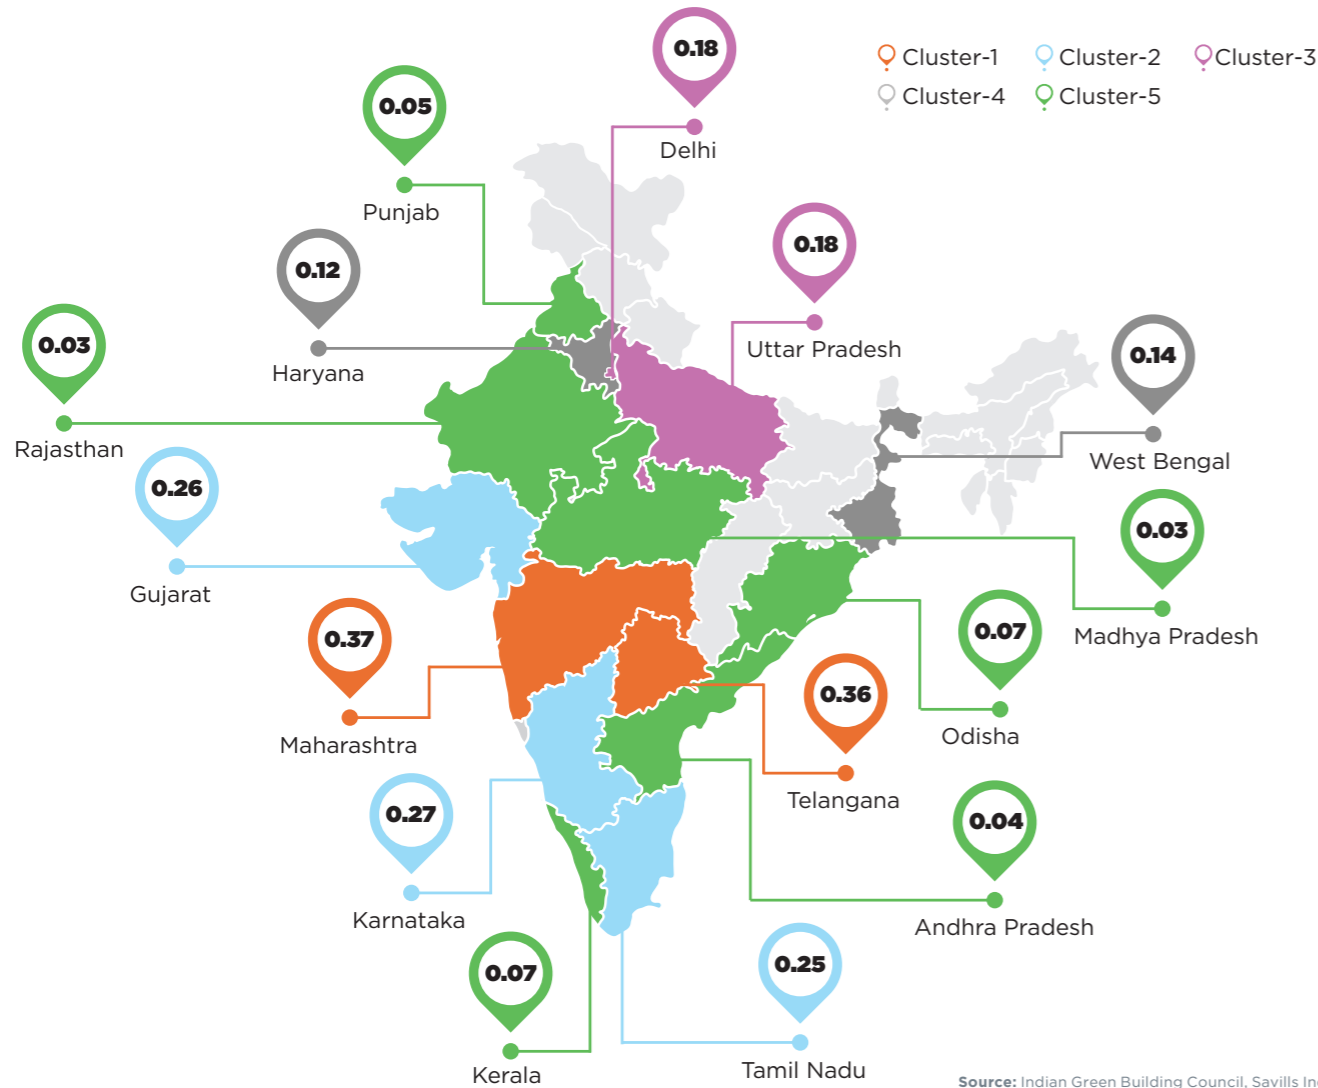 0.18
Delhi
Cluster-1
Cluster-2
Cluster-3
Cluster-4
Cluster-5
0.05
Punjab
0.12
Haryana
0.18
Uttar Pradesh
0.03
Rajasthan
0.14
West Bengal
0.26
Gujarat
0.03
Madhya Pradesh
0.37
Maharashtra
0.07
Odisha
0.36
Telangana
0.27
Karnataka
0.04
Andhra Pradesh
0.07
Kerala
0.25
Tamil Nadu
Source: Indian Green Building Council, Savills